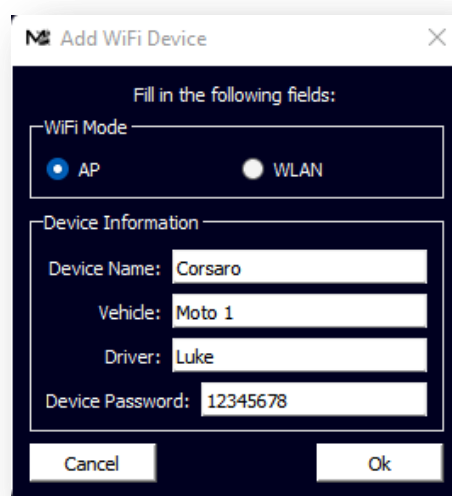 Add WiFi Device
Fill in the following fields:
WiFi Mode
AP WLAN
Device Information
Device Name: Corsaro
Vehicle: Moto 1
Driver: Luke
Device Password: 12345678
Cancel Ok